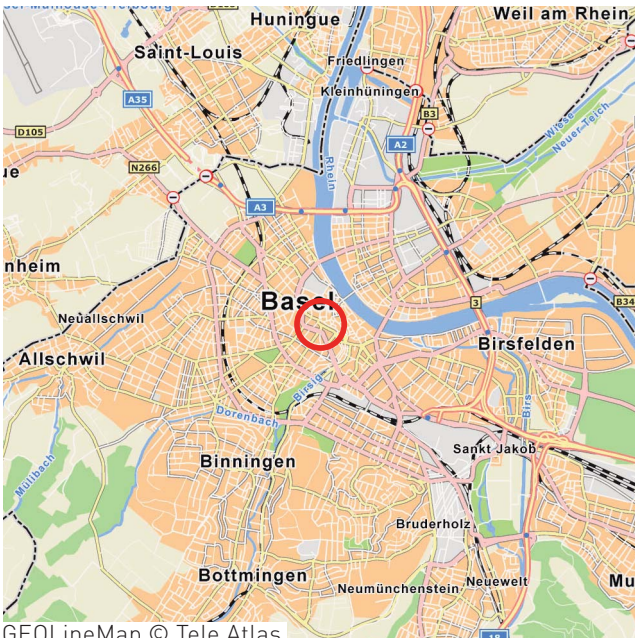 Huningue
Weil am Rhein
Saint-Louis
Friedlingen
Kleinhüningen
A35
B3
D105
A2
Wiese
Neuer Teich
N266
Rhein
A3
nheim
B34
3
Basel
Neuallschwil
Birsfelden
Allschwil
Birsig
Dorenbach
Birs
Binningen
Sankt Jakob
Mülibach
Bruderholz
Bottmingen
Neumünchenstein
Neuewelt
Mu
18
GEOLineMap © Tele Atlas